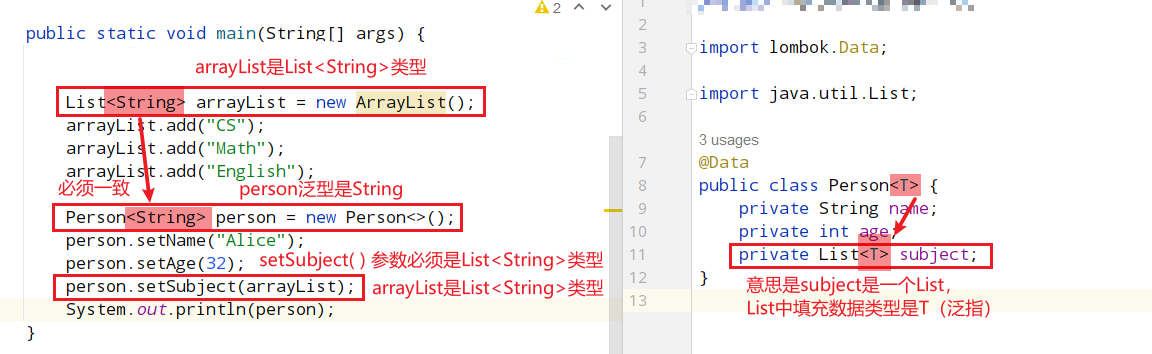 2
public static void main(String[] args) {
arrayList是List<String>类型
List<String> arrayList = new ArrayList();
arrayList.add("CS");
arrayList.add("Math");
arrayList.add("English");
必须一致
person泛型是String
Person<String> person = new Person<>();
person.setName("Alice");
person.setAge(32);
setSubject( ) 参数必须是List<String>类型
person.setSubject(arrayList);
arrayList是List<String>类型
System.out.println(person);
}
2
3 import lombok.Data;
4
5 import java.util.List;
6
3 usages
7 @Data
8 public class Person<T> {
9 private String name;
10 private int age;
11 private List<T> subject;
12 }
意思是subject是一个List,
13
List中填充数据类型是T（泛指）